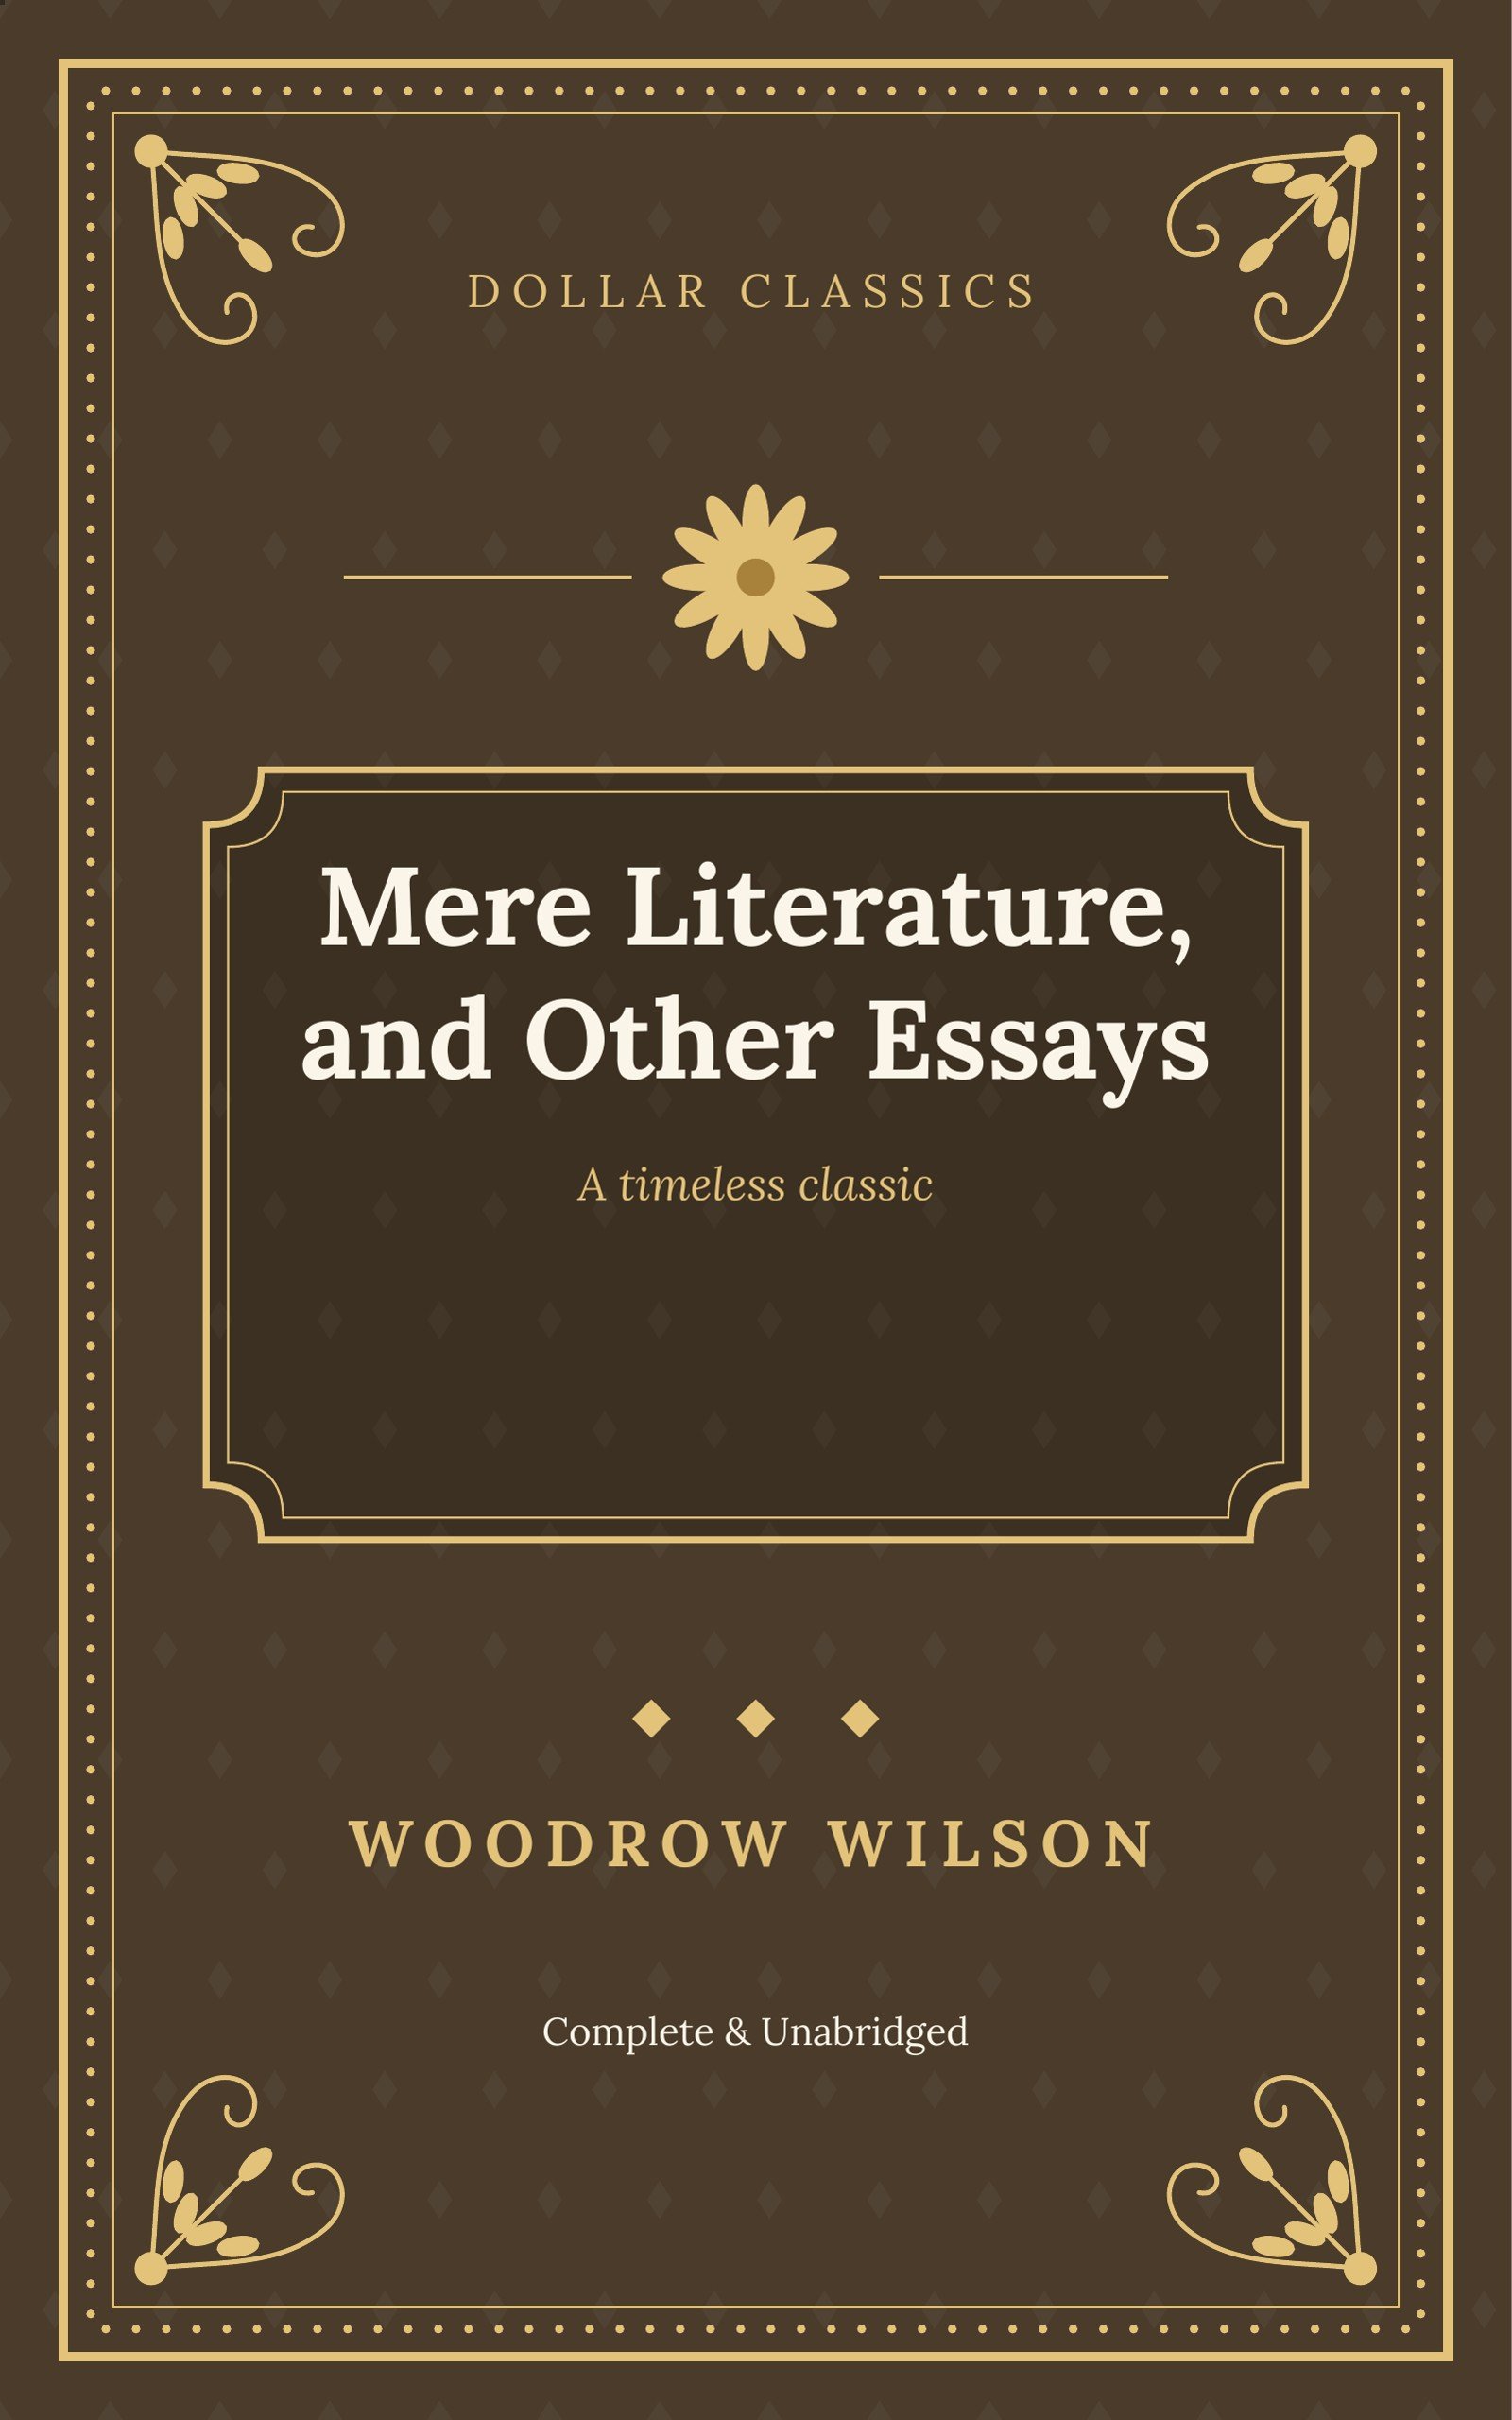 DOLLAR CLASSICS
Mere Literature,
and Other Essays
A timeless classic
WOODROW WILSON
Complete & Unabridged